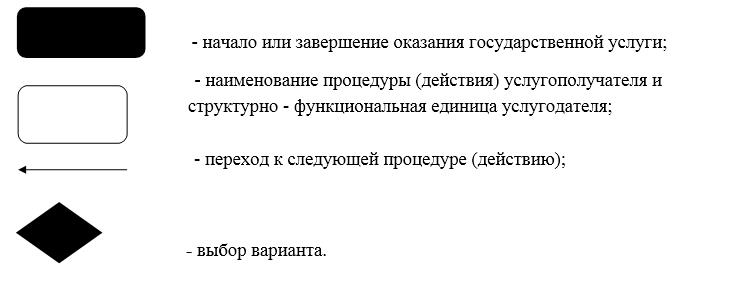 - начало или завершение оказания государственной услуги;
- наименование процедуры (действия) услугополучателя и
структурно - функциональная единица услугодателя;
- переход к следующей процедуре (действию);
- выбор варианта.